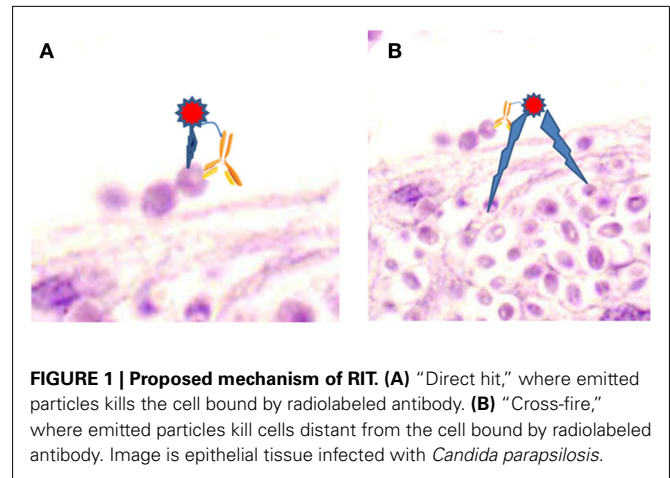 A
B
FIGURE 1 | Proposed mechanism of RIT. (A) “Direct hit,” where emitted
particles kills the cell bound by radiolabeled antibody. (B) “Cross-fire,”
where emitted particles kill cells distant from the cell bound by radiolabeled
antibody. Image is epithelial tissue infected with Candida parapsilosis.